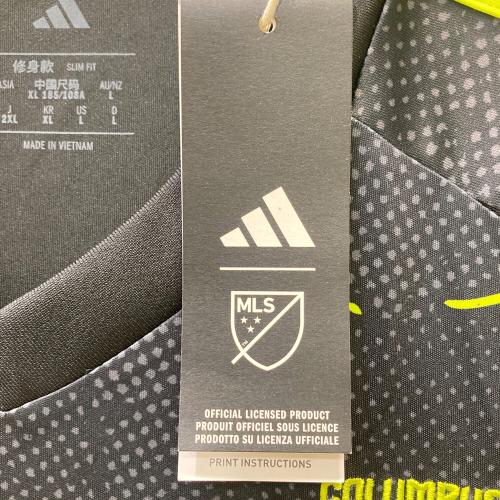 修身款 SLIM FIT
ASIA 中国尺码 AU/NZ
XL 185/108A L
J KR US D
2XL XL L L
MADE IN VIETNAM
MLS
OFFICIAL LICENSED PRODUCT
PRODUIT OFFICIEL SOUS LICENCE
PRODOTTO SU LICENZA UFFICIALE
PRINT INSTRUCTIONS
COLUMBUS